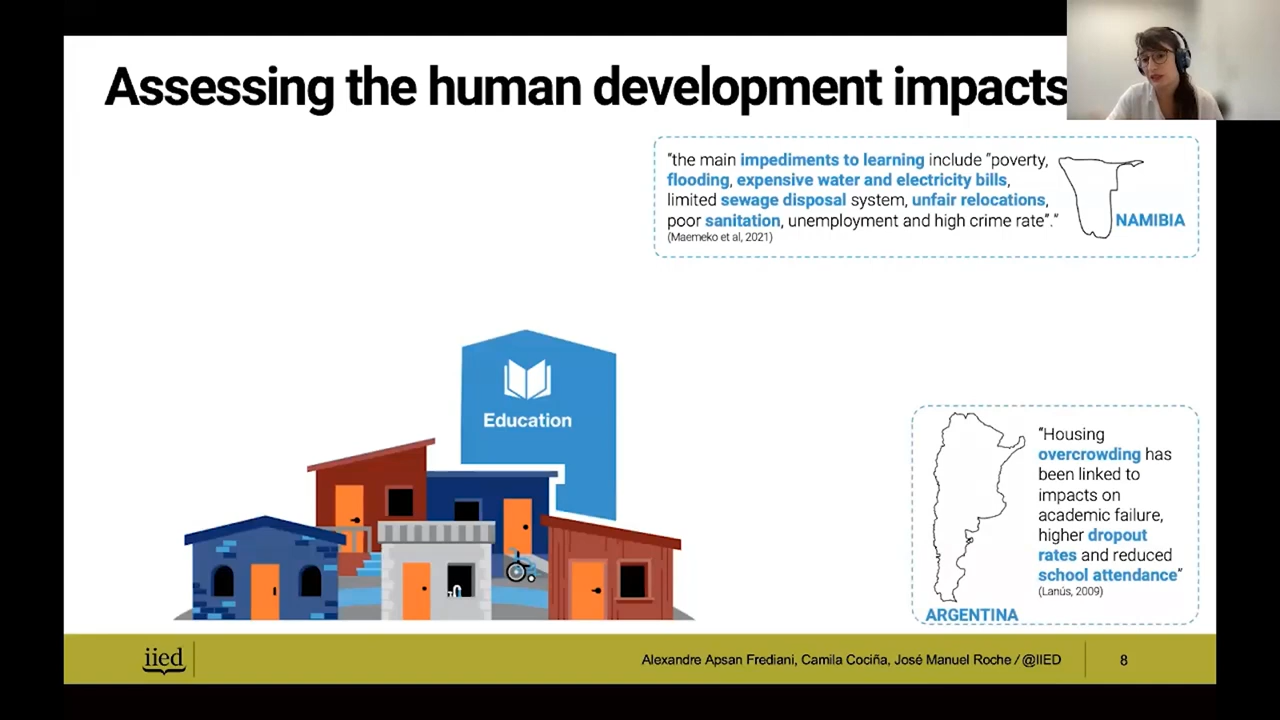 Assessing the human development impacts
"the main impediments to learning include "poverty,
flooding, expensive water and electricity bills,
limited sewage disposal system, unfair relocations,
poor sanitation, unemployment and high crime rate"."
(Maemeko et al, 2021)
NAMIBIA
Education
"Housing
overcrowding has
been linked to
impacts on
academic failure,
higher dropout
rates and reduced
school attendance"
(Lanús, 2009)
ARGENTINA
iied
Alexandre Apsan Frediani, Camila Cociña, José Manuel Roche / @IIED
8